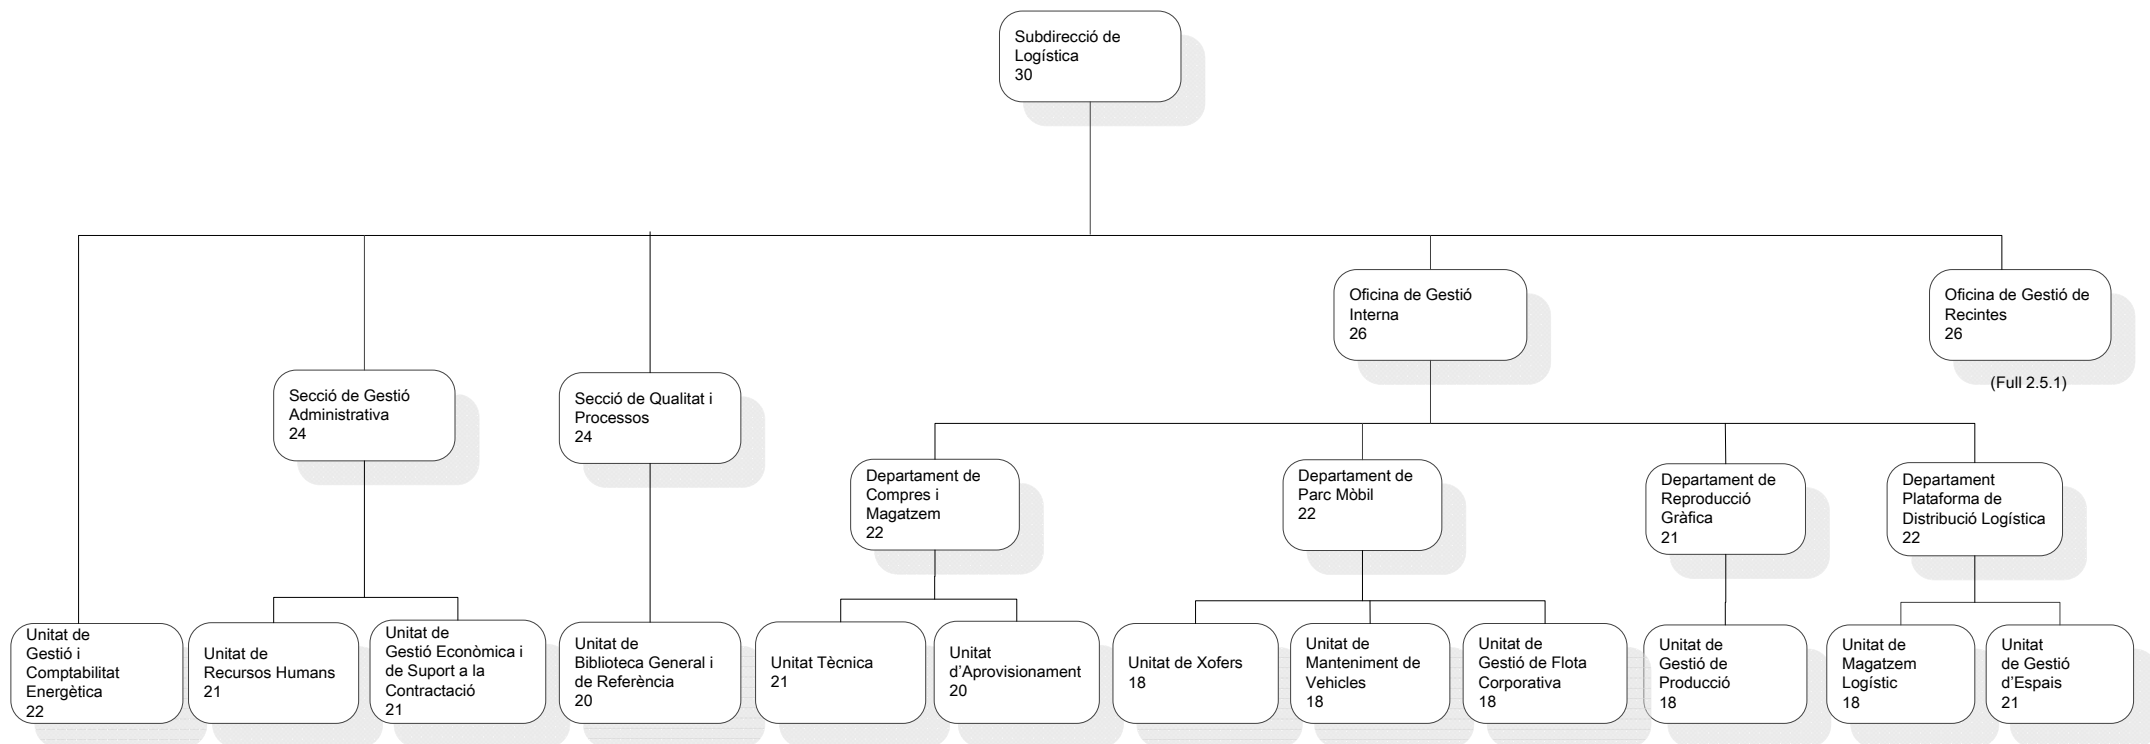 Subdirecció de
Logística
30
Oficina de Gestió
Interna
26
Oficina de Gestió de
Recintes
26
(Full 2.5.1)
Secció de Gestió
Administrativa
24
Secció de Qualitat i
Processos
24
Departament de
Compres i
Magatzem
22
Departament de
Parc Mòbil
22
Departament de
Reproducció
Gràfica
21
Departament
Plataforma de
Distribució Logística
22
Unitat de
Gestió i
Comptabilitat
Energètica
22
Unitat de
Recursos Humans
21
Unitat de
Gestió Econòmica i
de Suport a la
Contractació
21
Unitat de
Biblioteca General i
de Referència
20
Unitat Tècnica
21
Unitat
d’Aprovisionament
20
Unitat de Xofers
18
Unitat de
Manteniment de
Vehicles
18
Unitat de
Gestió de Flota
Corporativa
18
Unitat de
Gestió de
Producció
18
Unitat de
Magatzem
Logístic
18
Unitat
de Gestió
d’Espais
21